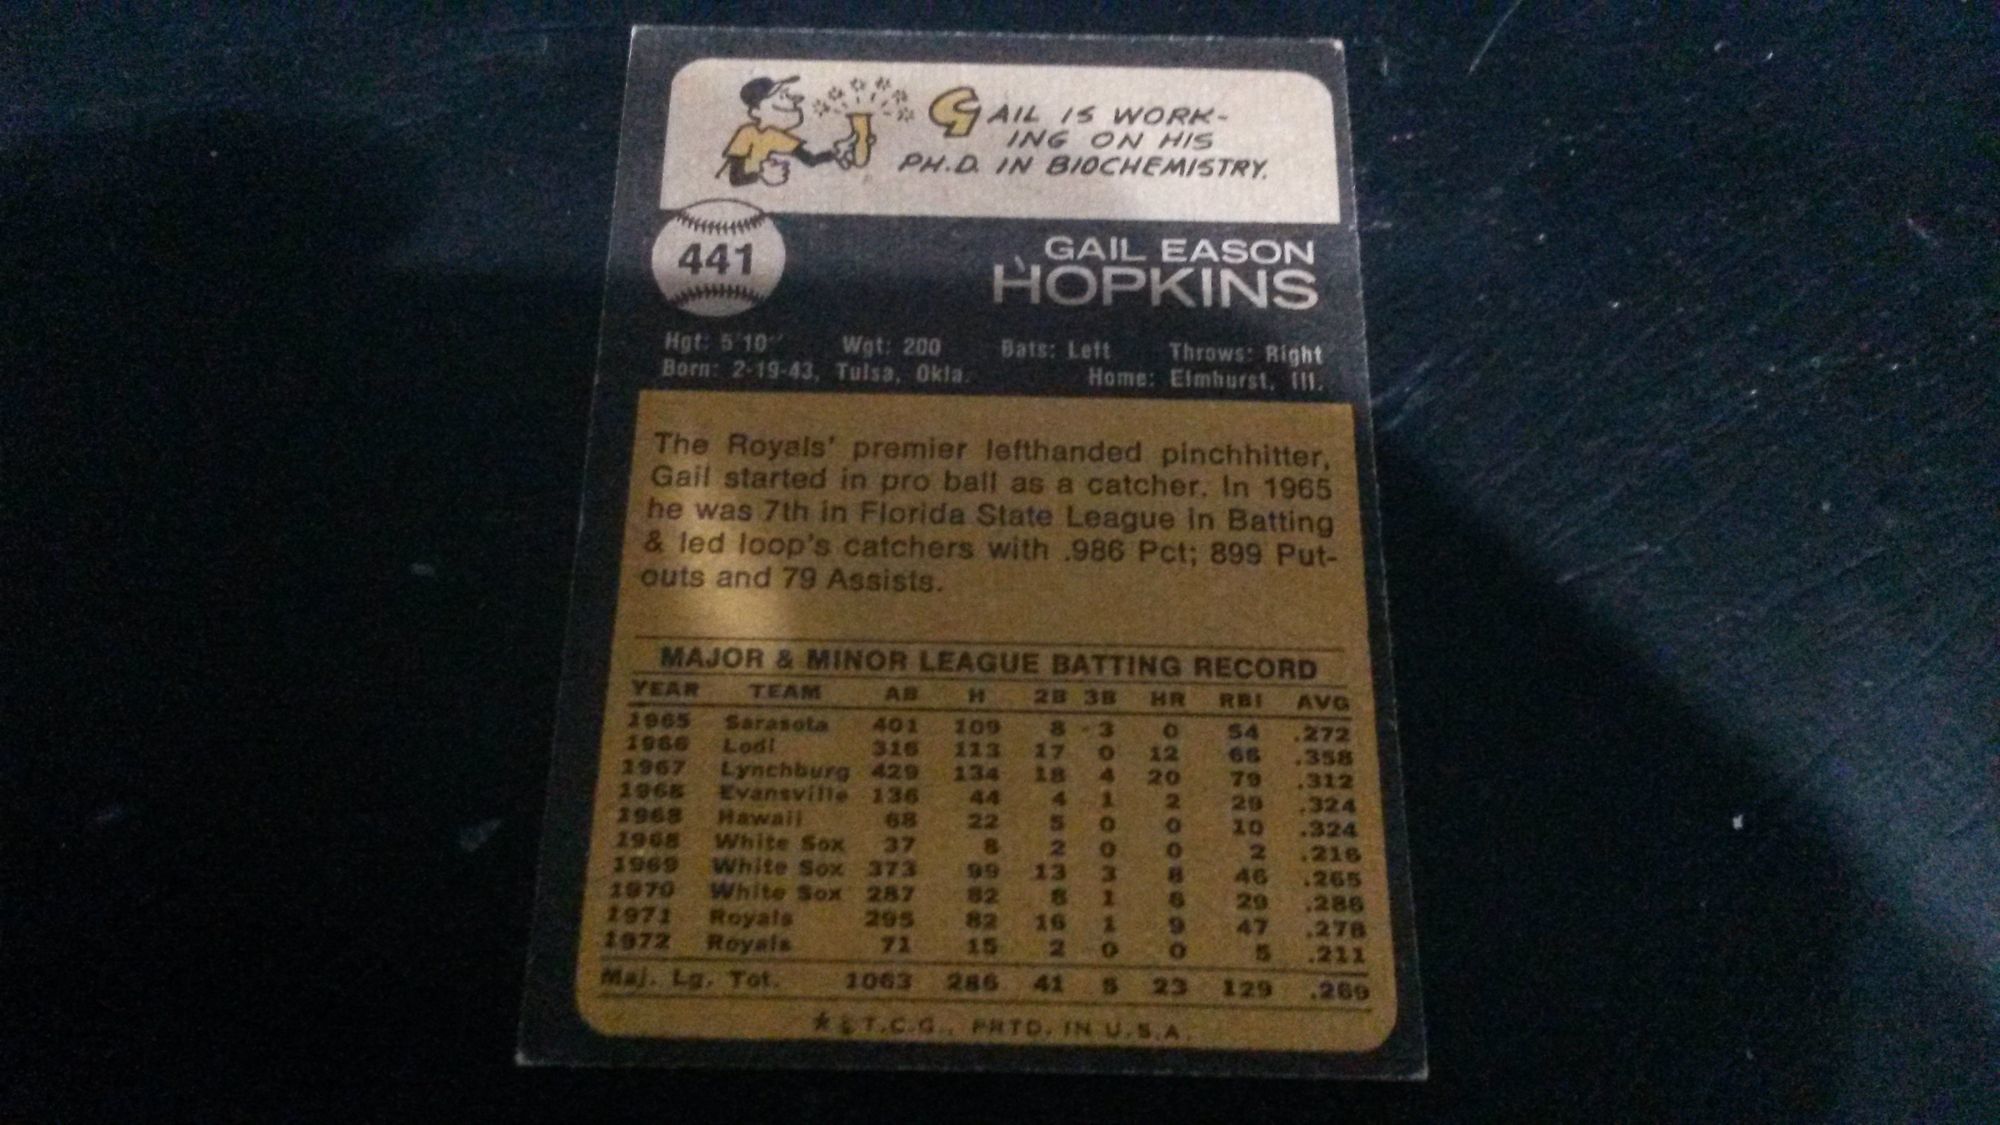 GAIL IS WORK-
ING ON HIS
PH.D. IN BIOCHEMISTRY.
441
GAIL EASON
HOPKINS
Hgt: 5'10" Wgt: 200 Bats: Left Throws: Right
Born: 2-19-43, Tulsa, Okla. Home: Elmhurst, Ill.
The Royals' premier lefthanded pinchhitter,
Gail started in pro ball as a catcher. In 1965
he was 7th in Florida State League in Batting
& led loop's catchers with .986 Pct; 899 Put-
outs and 79 Assists.
MAJOR & MINOR LEAGUE BATTING RECORD
YEAR TEAM AB H 2B 3B HR RBI AVG
1965 Sarasota 401 109 8 3 0 54 .272
1966 Lodi 316 113 17 0 12 66 .358
1967 Lynchburg 429 134 18 4 20 79 .312
1968 Evansville 136 44 4 1 2 29 .324
1968 Hawaii 68 22 5 0 0 10 .324
1968 White Sox 37 8 2 0 0 2 .216
1969 White Sox 373 99 13 3 8 46 .265
1970 White Sox 287 82 8 1 6 29 .286
1971 Royals 295 82 16 1 9 47 .278
1972 Royals 71 15 2 0 0 5 .211
Maj. Lg. Tot. 1063 286 41 5 23 129 .269
* © T.C.G., PRTD. IN U.S.A.